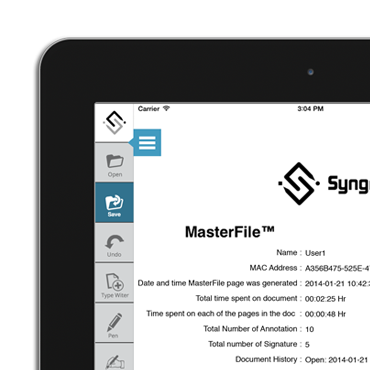 Carrier 3:04 PM
Open
Save
Undo
Type Witer
Pen
Syng
MasterFile™
Name : User1
MAC Address : A356B475-525E-4
Date and time MasterFile page was generated : 2014-01-21 10:42:
Total time spent on document : 00:02:25 Hr
Time spent on each of the pages in the doc : 00:00:48 Hr
Total Number of Annotation : 10
Total number of Signature : 5
Document History : Open: 2014-01-21